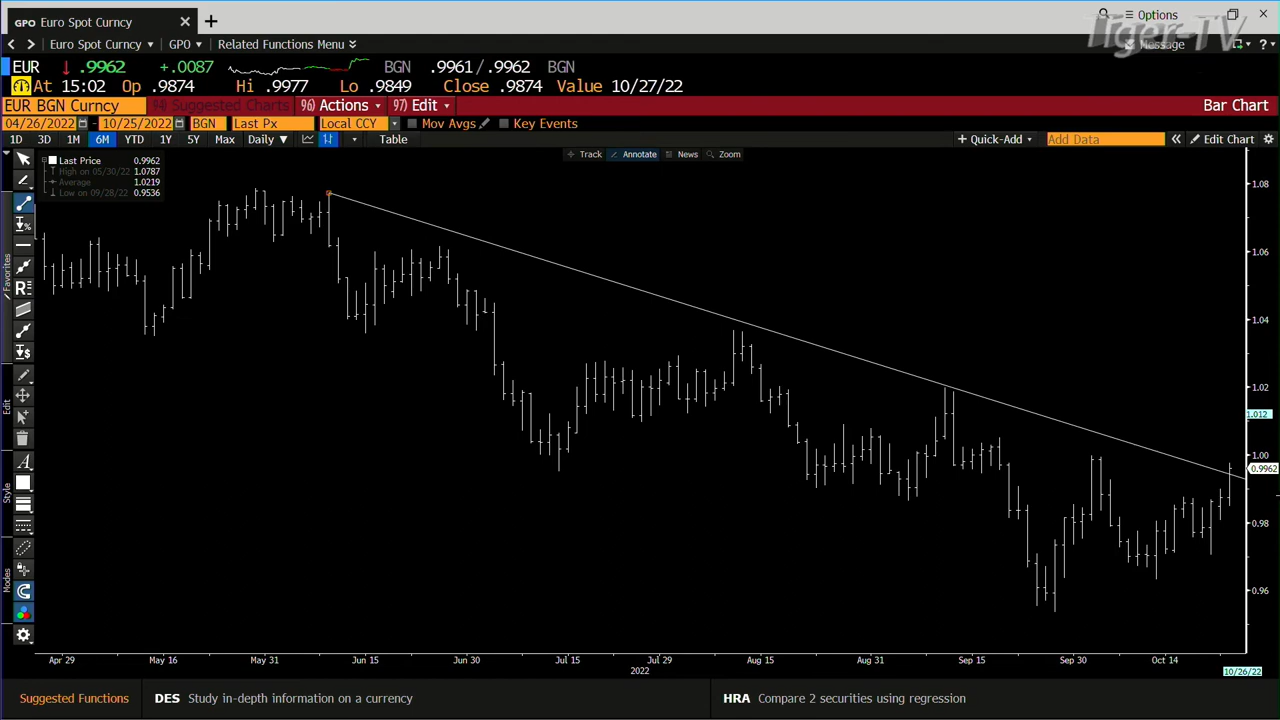 GPO Euro Spot Curncy
Options
Tiger-TV
Euro Spot Curncy GPO Related Functions Menu Message ?
EUR .9962 +.0087 BGN .9961/.9962 BGN
At 15:02 Op .9874 Hi .9977 Lo .9849 Close .9874 Value 10/27/22
EUR BGN Curncy 94) Suggested Charts 96) Actions 97) Edit Bar Chart
04/26/2022 - 10/25/2022 BGN Last Px Local CCY Mov Avgs Key Events
1D 3D 1M 6M YTD 1Y 5Y Max Daily Table + Quick-Add Add Data Edit Chart
Track Annotate News Zoom
Last Price 0.9962
High on 05/30/22 1.0787
Average 1.0219
Low on 09/28/22 0.9536
Favorites
Edit
Style
Modes
1.08
1.06
1.04
1.02
1.012
1.00
0.9962
0.98
0.96
Apr 29 May 16 May 31 Jun 15 Jun 30 Jul 15 Jul 29 Aug 15 Aug 31 Sep 15 Sep 30 Oct 14
2022
10/26/22
Suggested Functions DES Study in-depth information on a currency HRA Compare 2 securities using regression